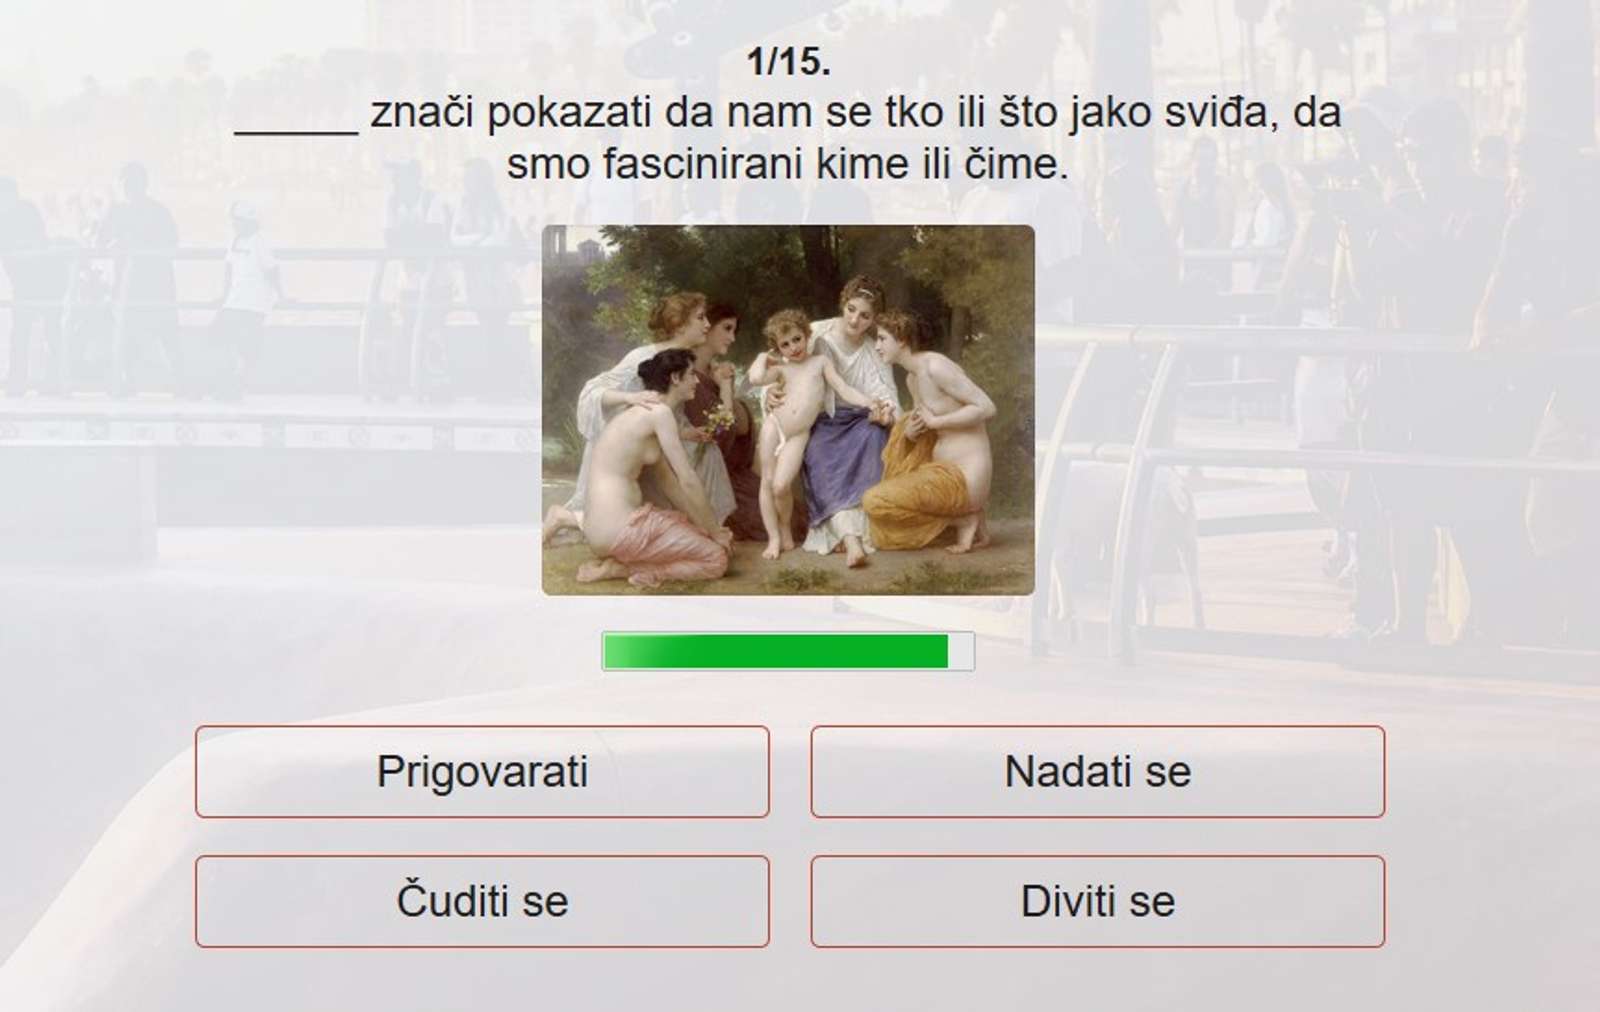 1/15.
_____ znači pokazati da nam se tko ili što jako sviđa, da
smo fascinirani kime ili čime.
Prigovarati
Nadati se
Čuditi se
Diviti se